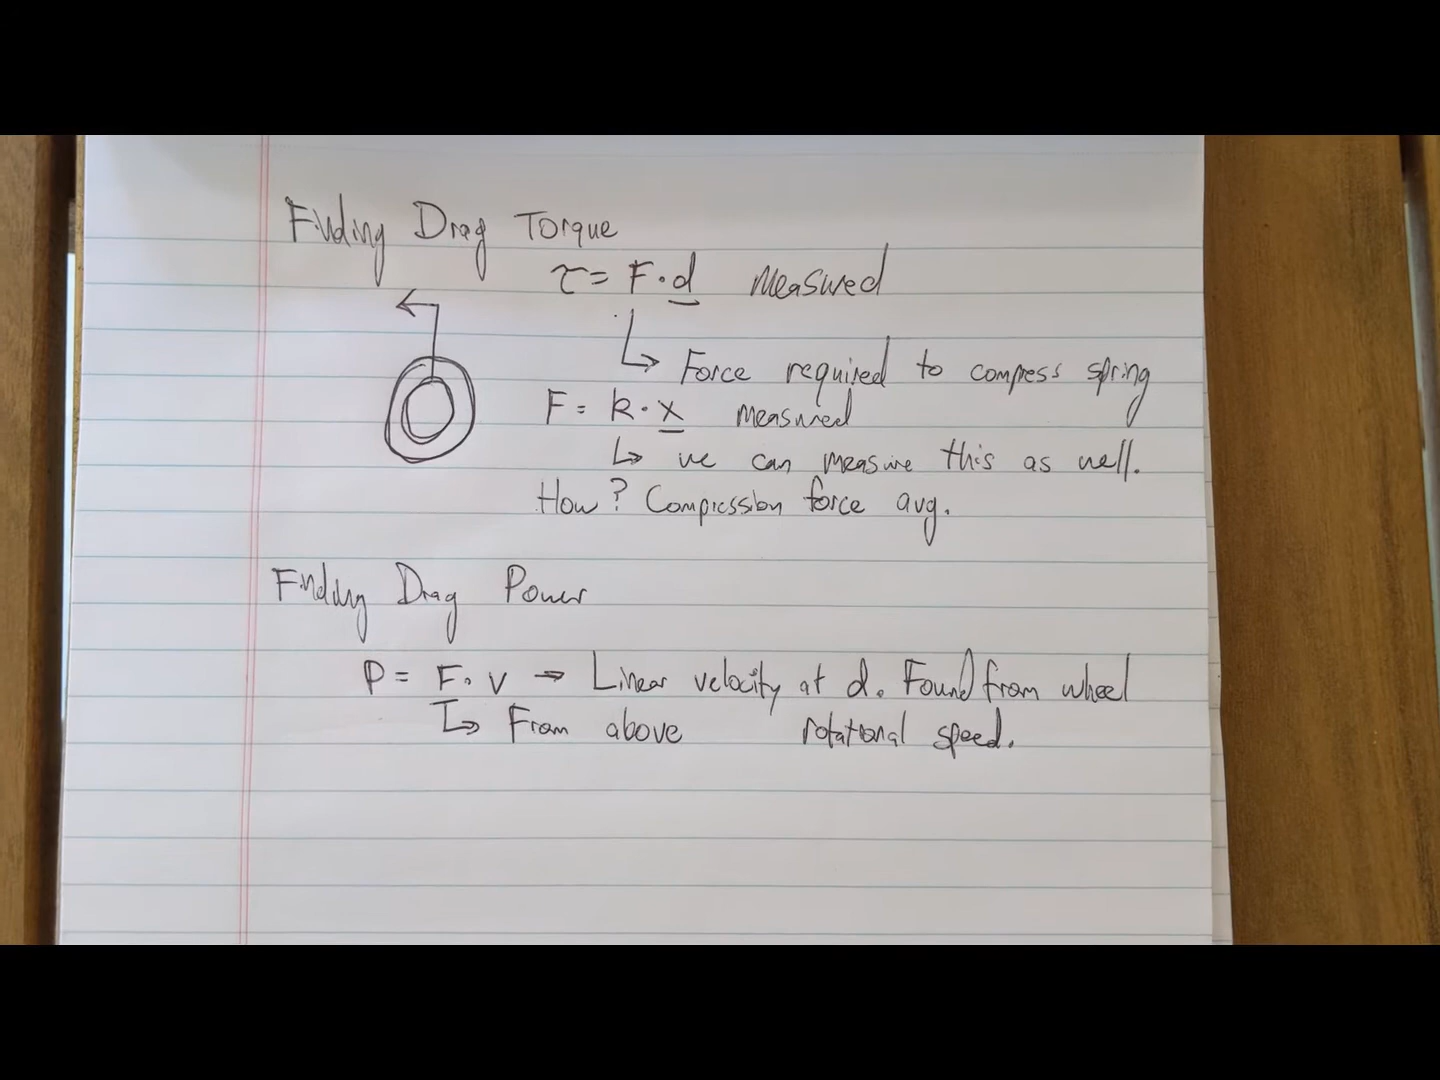 Finding Drag Torque
τ = F · d measured
↳ Force required to compress spring
F = k · x measured
↳ we can measure this as well.
How? Compression force avg.
Finding Drag Power
P = F · v → Linear velocity at d. Found from wheel
↳ From above rotational speed.